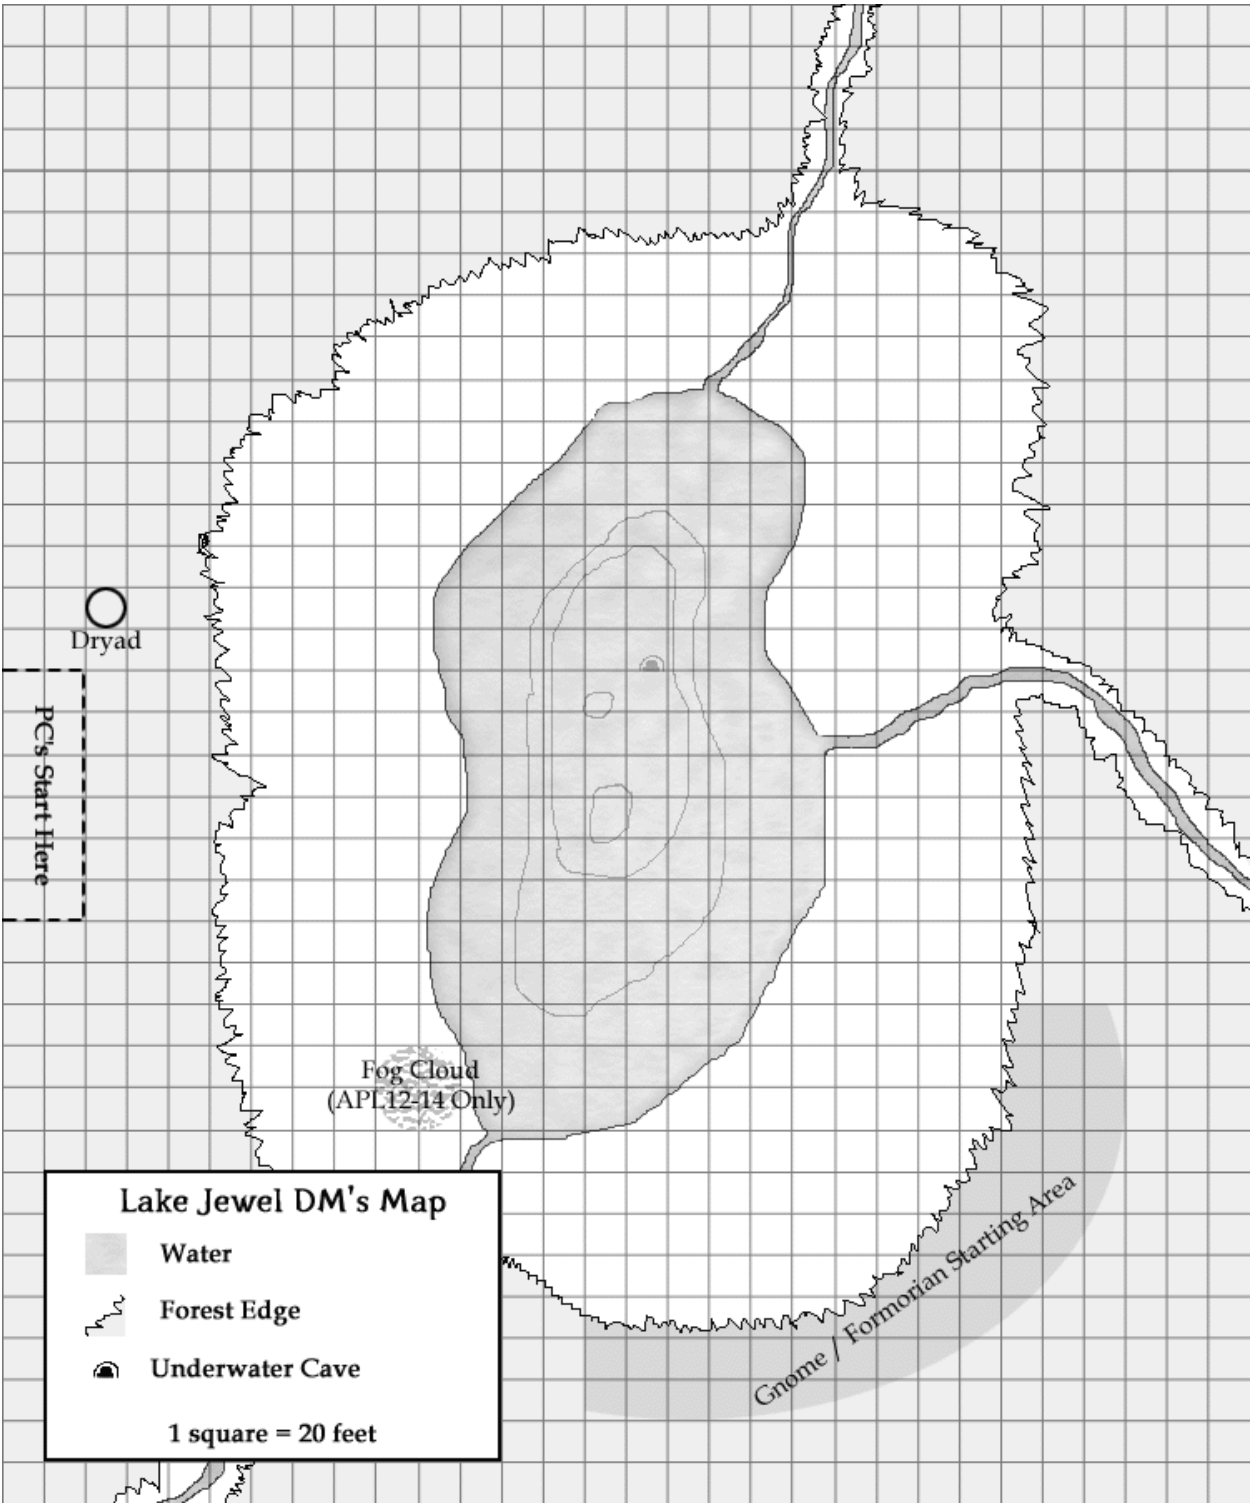 Dryad
PC's Start Here
Fog Cloud
(APL12-14 Only)
Gnome / Formorian Starting Area
Lake Jewel DM's Map
Water
Forest Edge
Underwater Cave
1 square = 20 feet